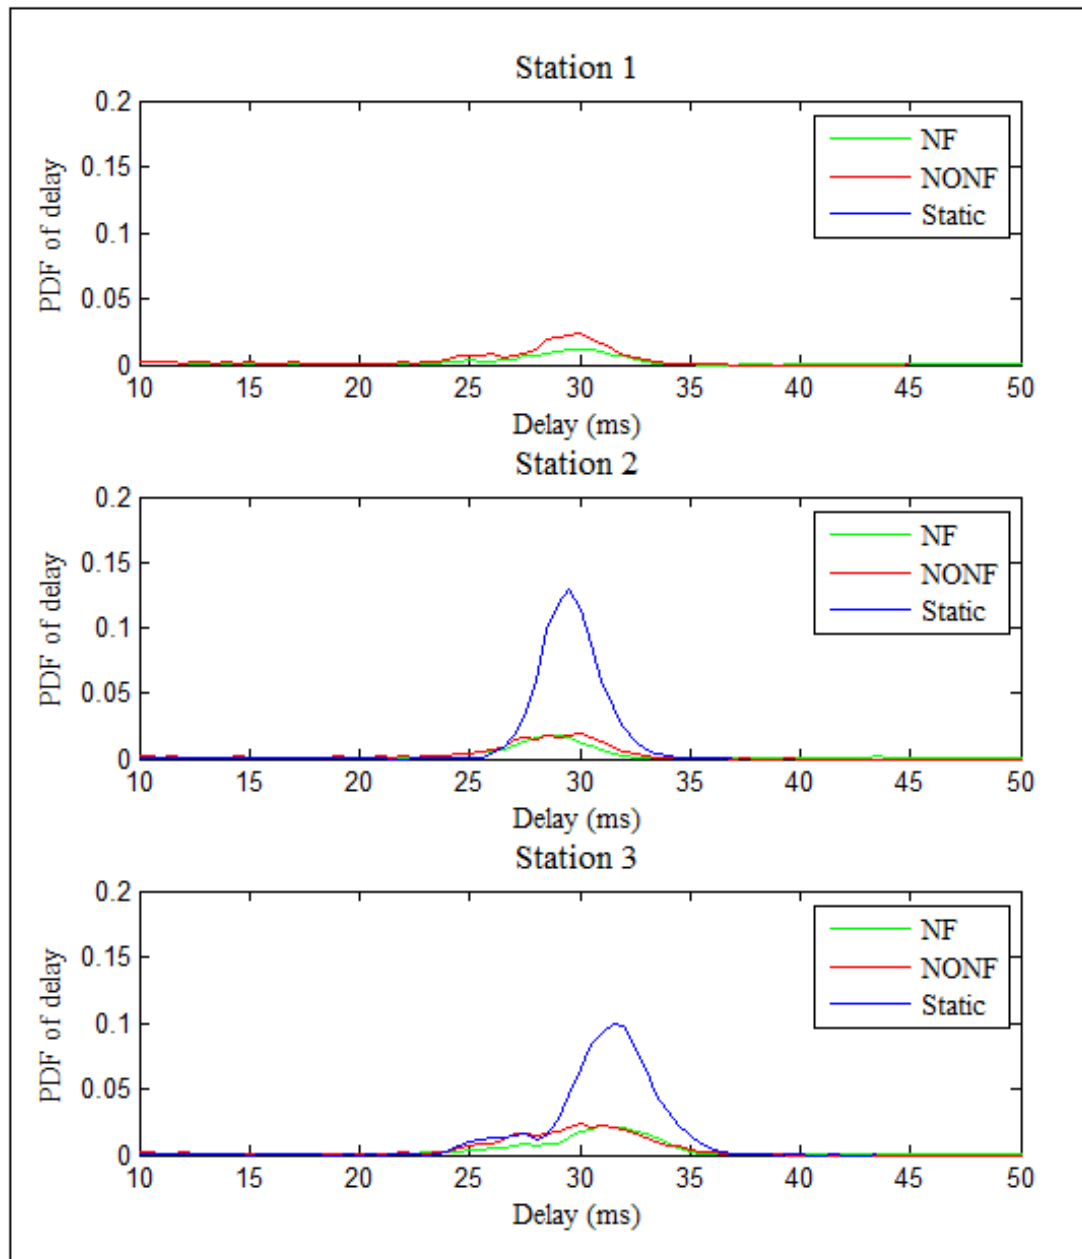 Station 1
PDF of delay
0.2
0.15
0.1
0.05
0
NF
NONF
Static
10 15 20 25 30 35 40 45 50
Delay (ms)
Station 2
PDF of delay
0.2
0.15
0.1
0.05
0
NF
NONF
Static
10 15 20 25 30 35 40 45 50
Delay (ms)
Station 3
PDF of delay
0.2
0.15
0.1
0.05
0
NF
NONF
Static
10 15 20 25 30 35 40 45 50
Delay (ms)